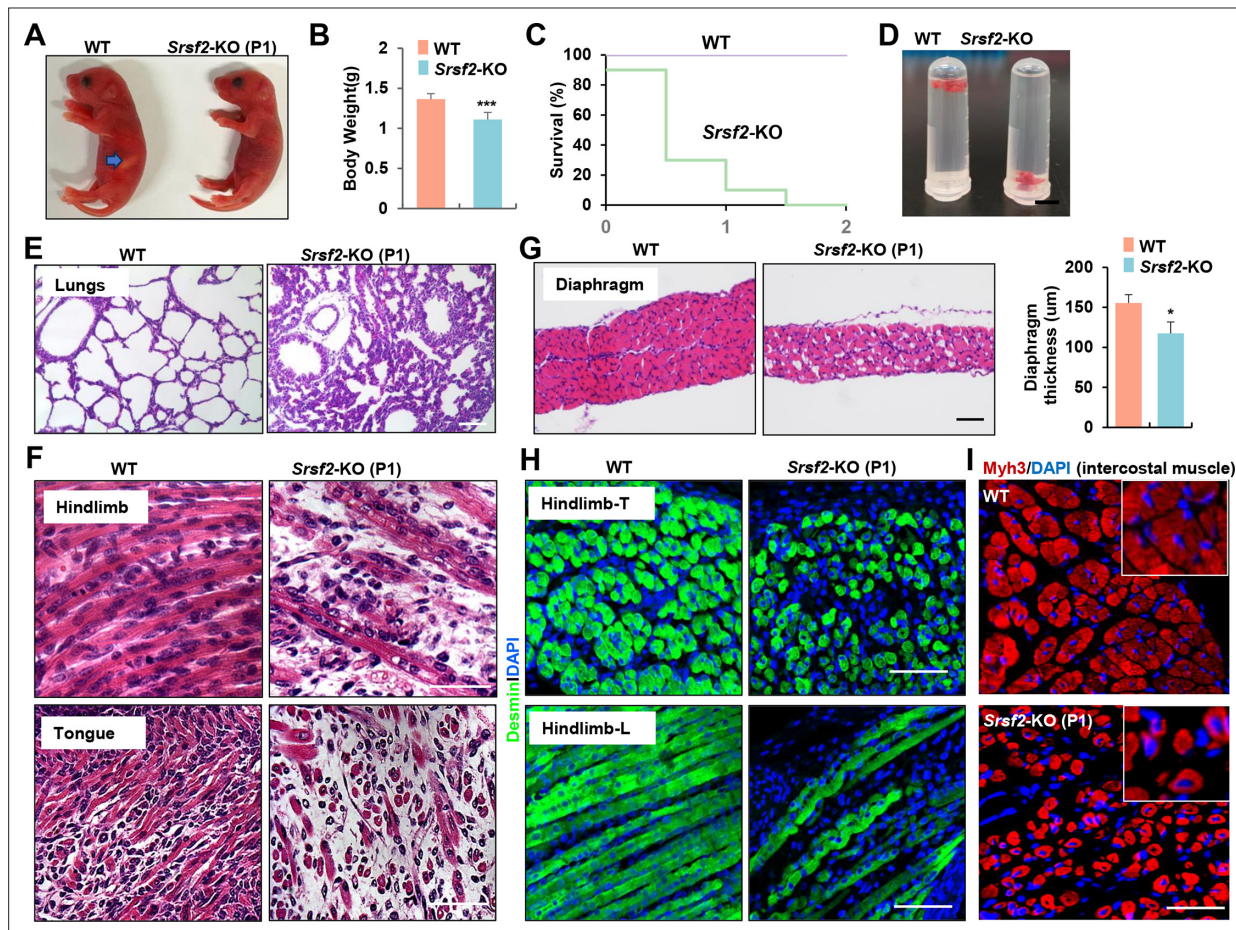 A
WT
Srsf2-KO (P1)
B
WT
Srsf2-KO
Body Weight(g)
2
1.5
1
0
***
C
WT
Survival (%)
100
80
60
40
20
0
Srsf2-KO
0
1
2
D
WT Srsf2-KO
E
WT
Srsf2-KO (P1)
Lungs
G
WT
Srsf2-KO (P1)
Diaphragm
WT
Srsf2-KO
Diaphragm
thickness (um)
200
150
100
50
0
*
F
WT
Srsf2-KO (P1)
Hindlimb
Tongue
H
WT
Srsf2-KO (P1)
Desmin/DAPI
Hindlimb-T
Hindlimb-L
I
Myh3/DAPI (intercostal muscle)
WT
Srsf2-KO (P1)